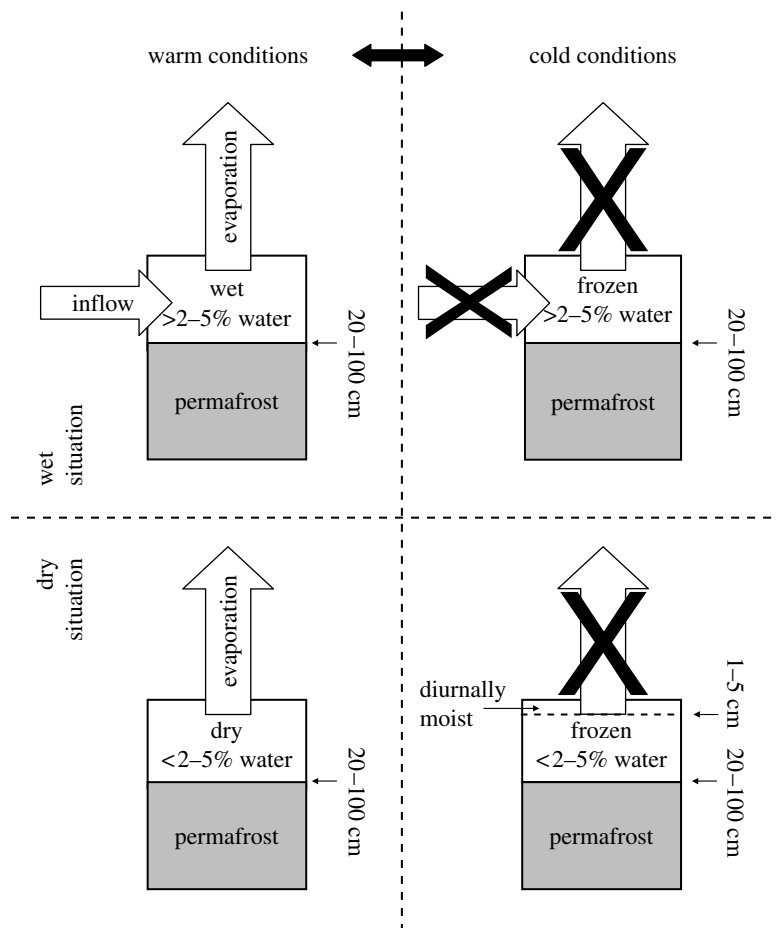 warm conditions
cold conditions
evaporation
inflow
wet
>2–5% water
20–100 cm
permafrost
frozen
>2–5% water
20–100 cm
permafrost
wet
situation
dry
situation
evaporation
dry
<2–5% water
20–100 cm
permafrost
diurnally
moist
1–5 cm
frozen
<2–5% water
20–100 cm
permafrost